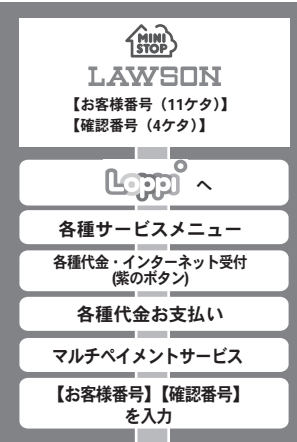 MINI
STOP
LAWSON
【お客様番号（11ケタ）】
【確認番号（4ケタ）】
Loppi へ
各種サービスメニュー
各種代金・インターネット受付
(紫のボタン)
各種代金お支払い
マルチペイメントサービス
【お客様番号】【確認番号】
を入力